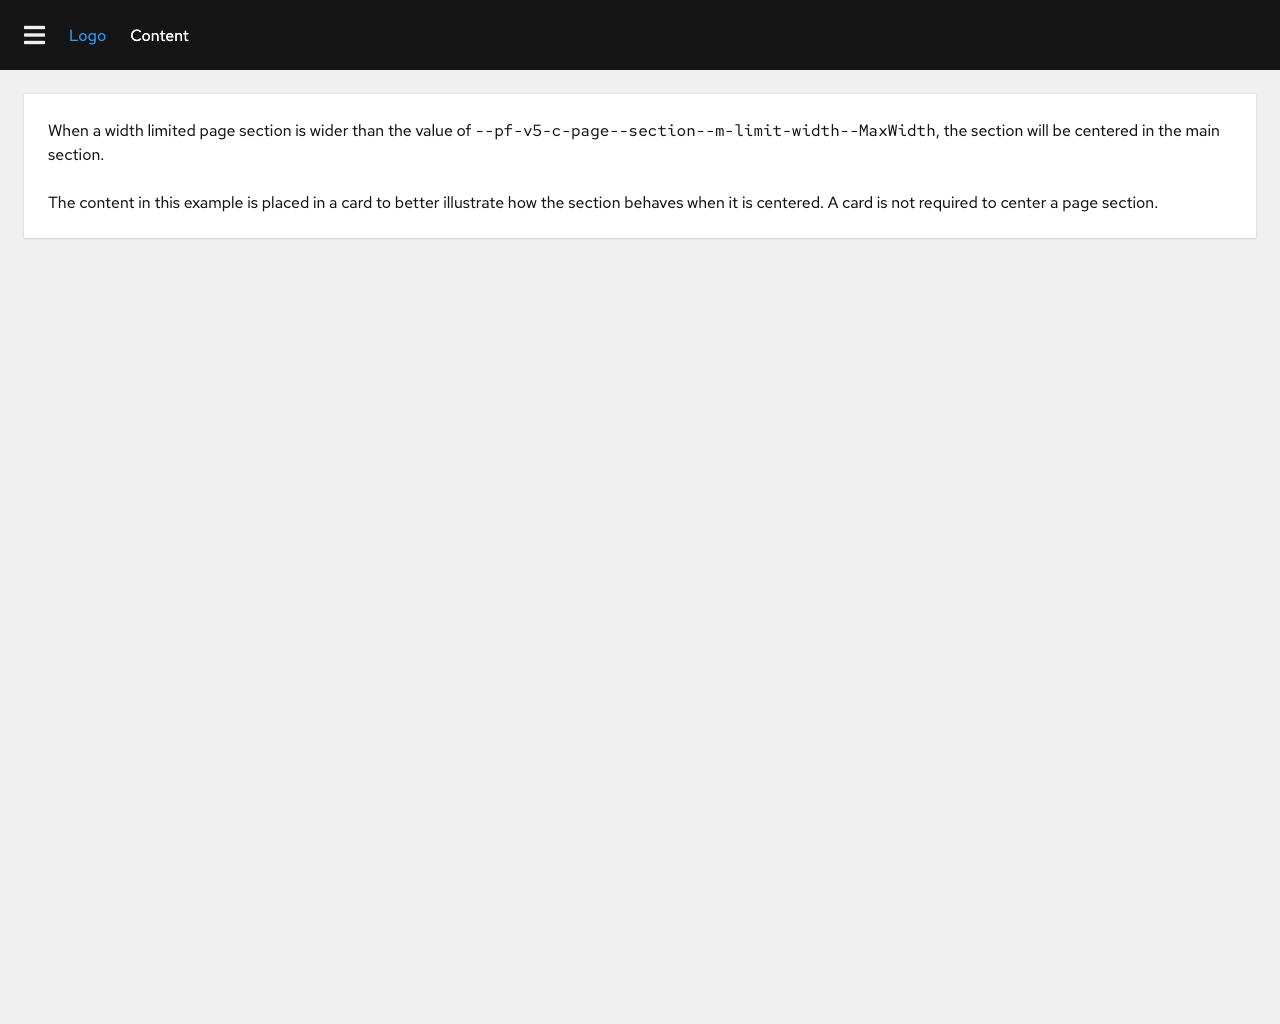 Logo Content
When a width limited page section is wider than the value of --pf-v5-c-page--section--m-limit-width--MaxWidth, the section will be centered in the main
section.
The content in this example is placed in a card to better illustrate how the section behaves when it is centered. A card is not required to center a page section.